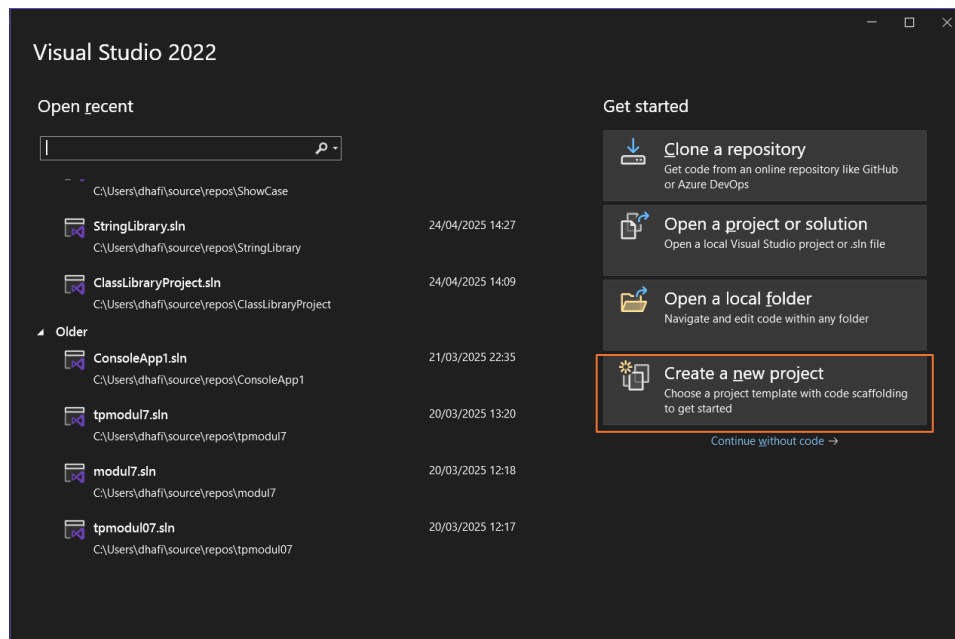 Visual Studio 2022
Open recent
C:\Users\dhafi\source\repos\ShowCase
StringLibrary.sln 24/04/2025 14:27
C:\Users\dhafi\source\repos\StringLibrary
ClassLibraryProject.sln 24/04/2025 14:09
C:\Users\dhafi\source\repos\ClassLibraryProject
Older
ConsoleApp1.sln 21/03/2025 22:35
C:\Users\dhafi\source\repos\ConsoleApp1
tpmodul7.sln 20/03/2025 13:20
C:\Users\dhafi\source\repos\tpmodul7
modul7.sln 20/03/2025 12:18
C:\Users\dhafi\source\repos\modul7
tpmodul07.sln 20/03/2025 12:17
C:\Users\dhafi\source\repos\tpmodul07
Get started
Clone a repository
Get code from an online repository like GitHub
or Azure DevOps
Open a project or solution
Open a local Visual Studio project or .sln file
Open a local folder
Navigate and edit code within any folder
Create a new project
Choose a project template with code scaffolding
to get started
Continue without code →